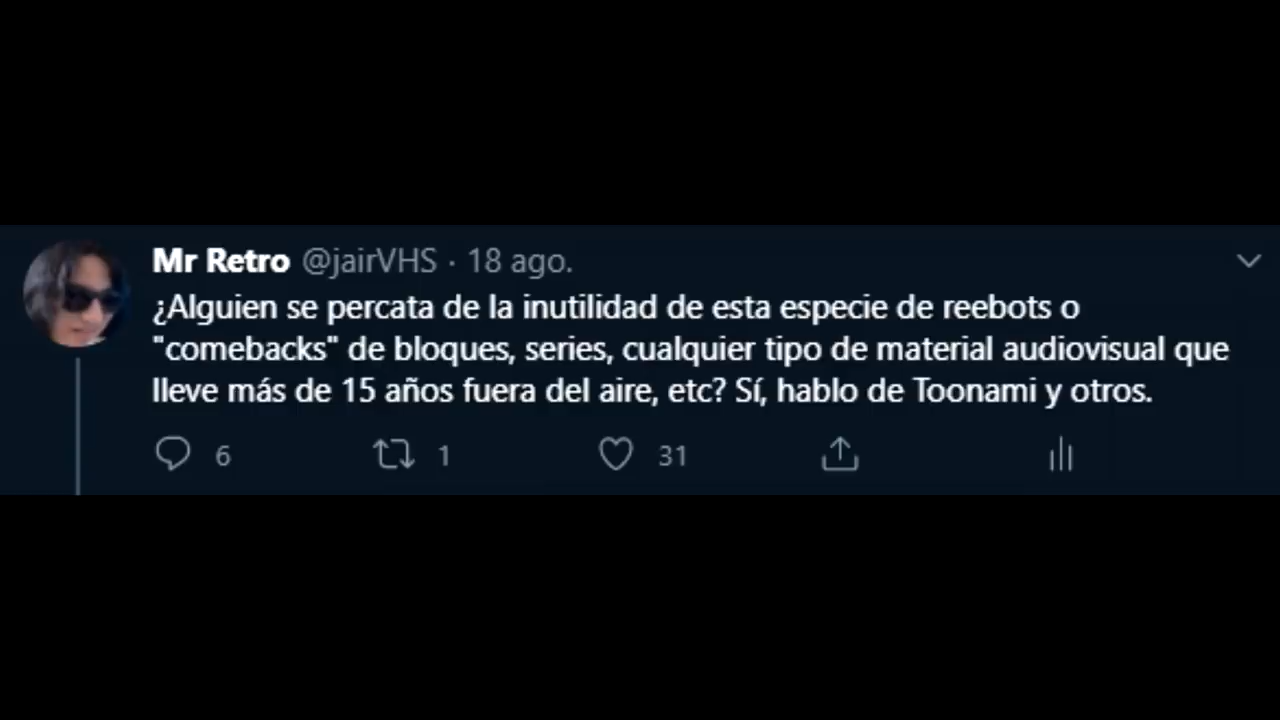 Mr Retro @jairVHS · 18 ago.
¿Alguien se percata de la inutilidad de esta especie de reebots o
"comebacks" de bloques, series, cualquier tipo de material audiovisual que
lleve más de 15 años fuera del aire, etc? Sí, hablo de Toonami y otros.
6 1 31